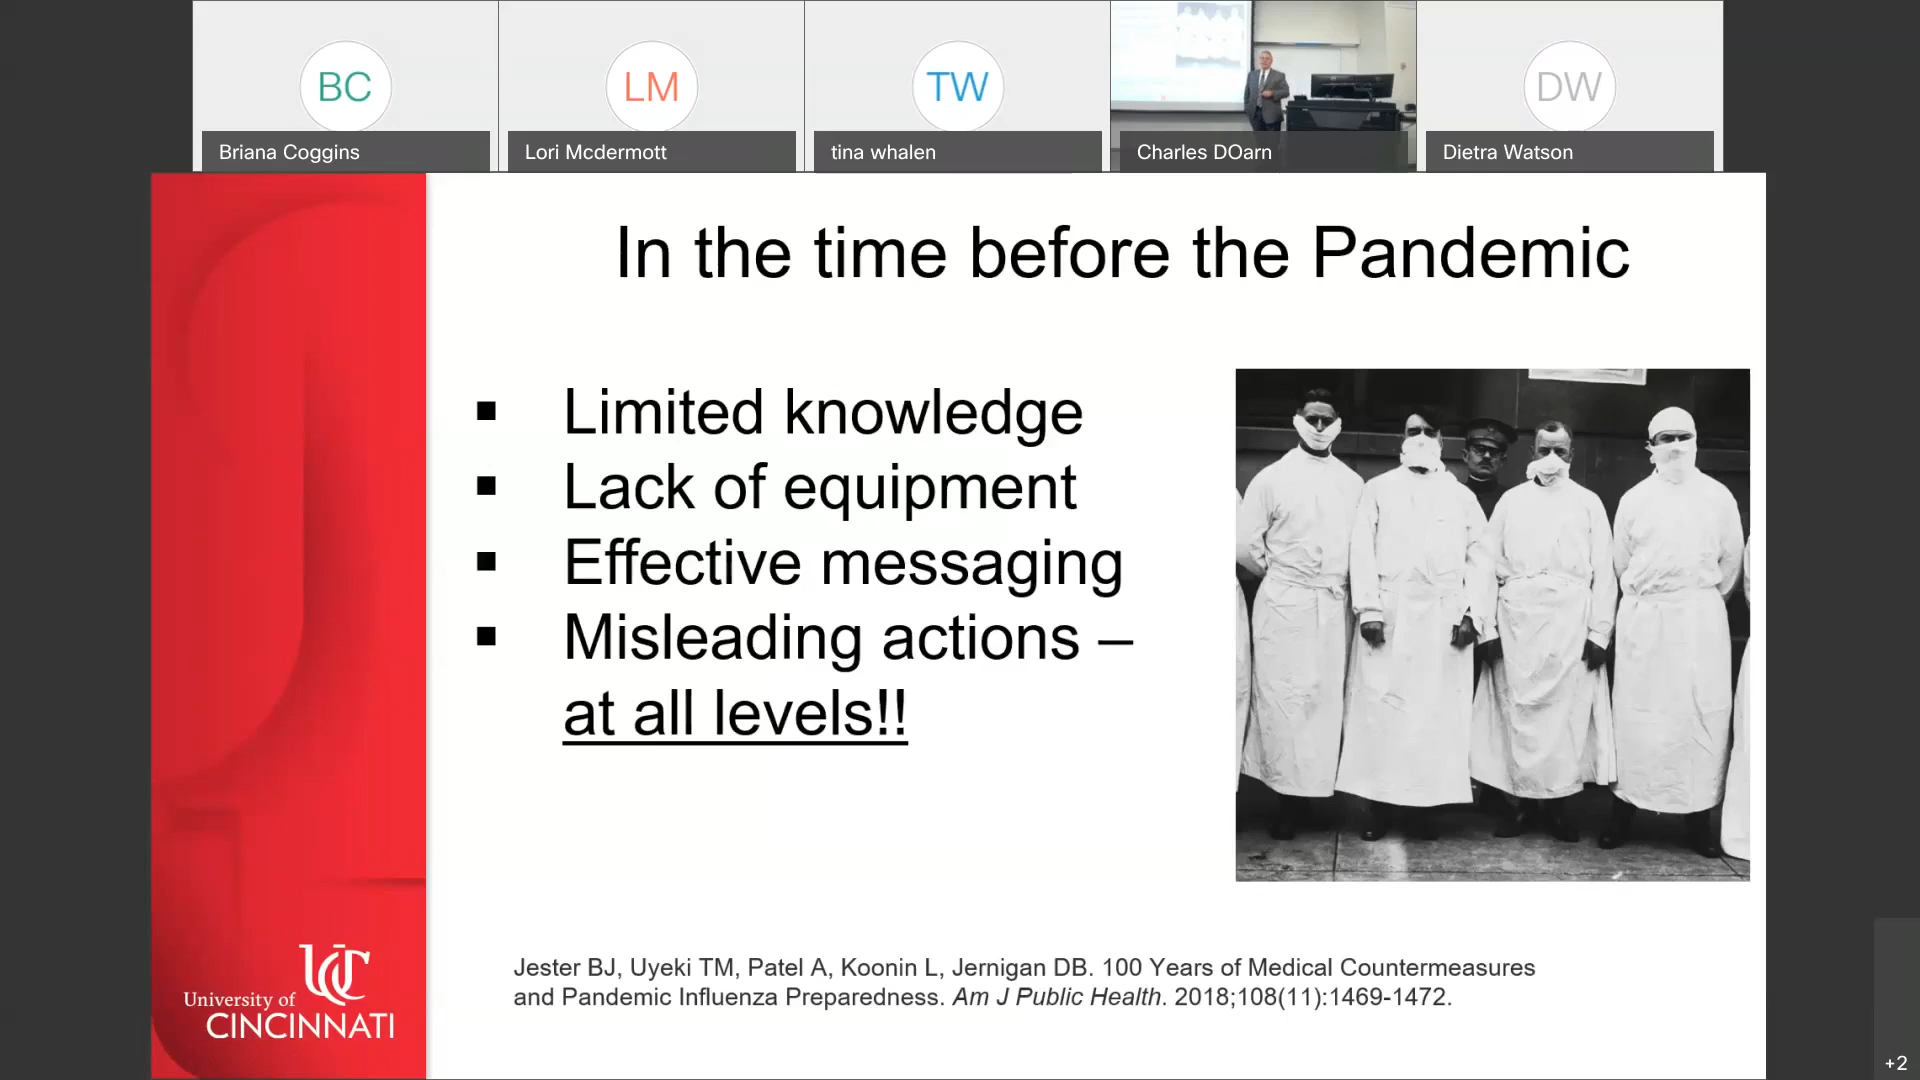 BC
LM
TW
DW
Briana Coggins
Lori Mcdermott
tina whalen
Charles DOarn
Dietra Watson
In the time before the Pandemic
▪ Limited knowledge
▪ Lack of equipment
▪ Effective messaging
▪ Misleading actions –
at all levels!!
Jester BJ, Uyeki TM, Patel A, Koonin L, Jernigan DB. 100 Years of Medical Countermeasures
and Pandemic Influenza Preparedness. Am J Public Health. 2018;108(11):1469-1472.
UC
University of
CINCINNATI
+2